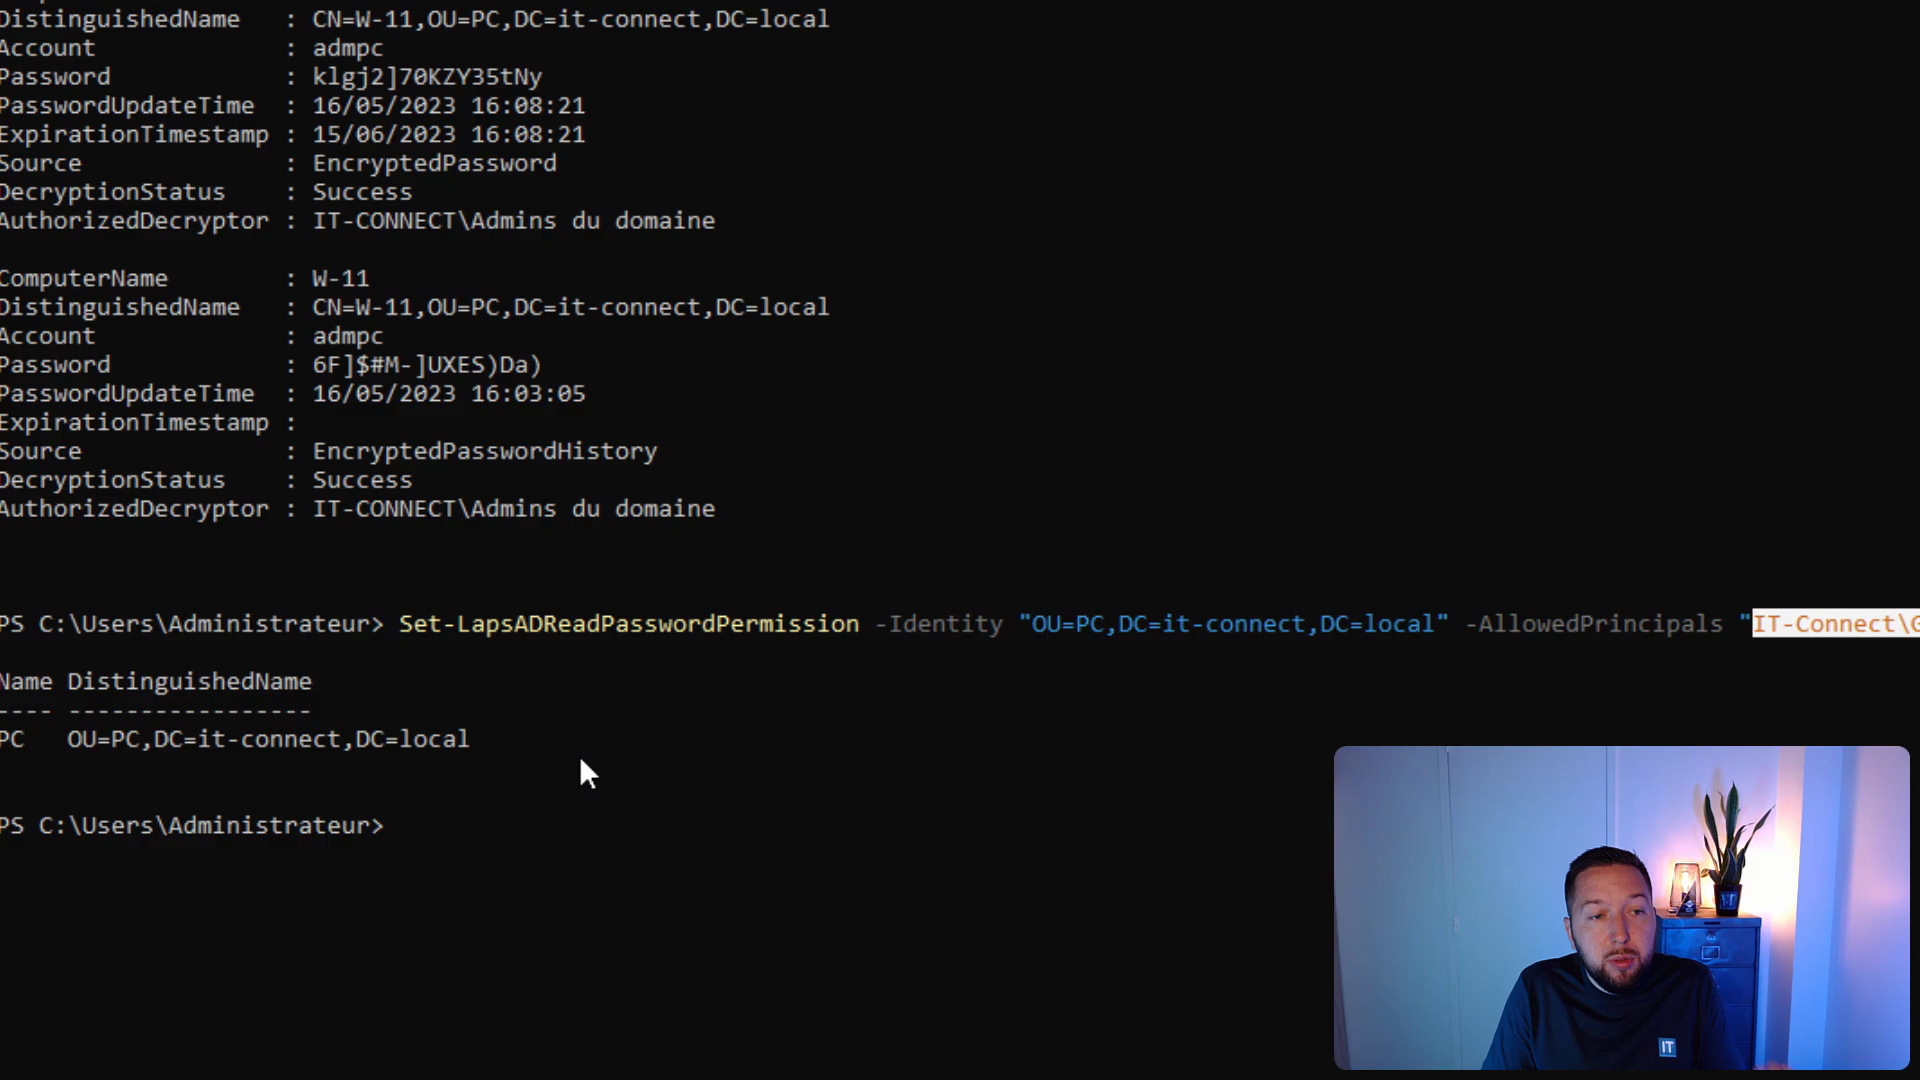 DistinguishedName : CN=W-11,OU=PC,DC=it-connect,DC=local
Account : admpc
Password : klgj2]70KZY35tNy
PasswordUpdateTime : 16/05/2023 16:08:21
ExpirationTimestamp : 15/06/2023 16:08:21
Source : EncryptedPassword
DecryptionStatus : Success
AuthorizedDecryptor : IT-CONNECT\Admins du domaine
ComputerName : W-11
DistinguishedName : CN=W-11,OU=PC,DC=it-connect,DC=local
Account : admpc
Password : 6F]$#M-]UXES)Da)
PasswordUpdateTime : 16/05/2023 16:03:05
ExpirationTimestamp :
Source : EncryptedPasswordHistory
DecryptionStatus : Success
AuthorizedDecryptor : IT-CONNECT\Admins du domaine
PS C:\Users\Administrateur> Set-LapsADReadPasswordPermission -Identity "OU=PC,DC=it-connect,DC=local" -AllowedPrincipals "IT-Connect\G
Name DistinguishedName
---- -----------------
PC OU=PC,DC=it-connect,DC=local
PS C:\Users\Administrateur>
IT